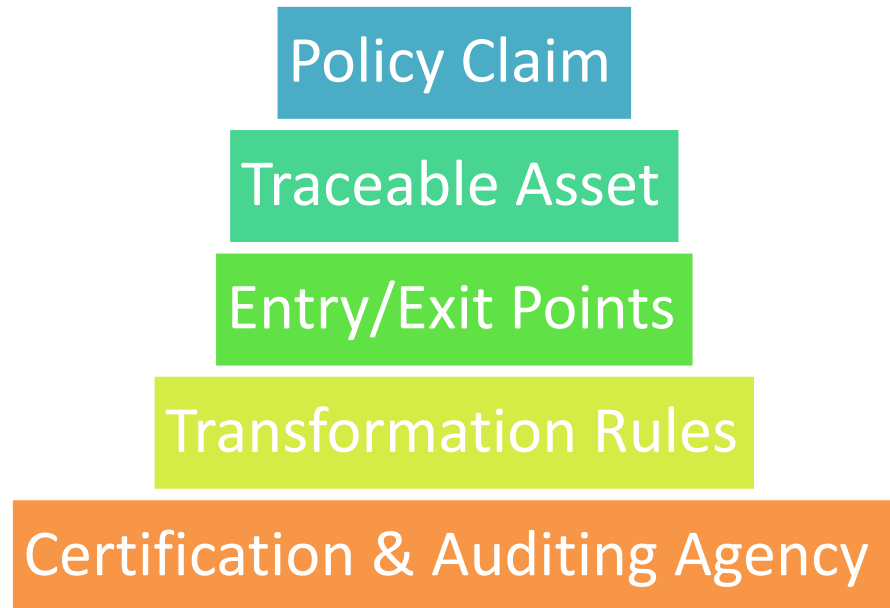 Policy Claim
Traceable Asset
Entry/Exit Points
Transformation Rules
Certification & Auditing Agency